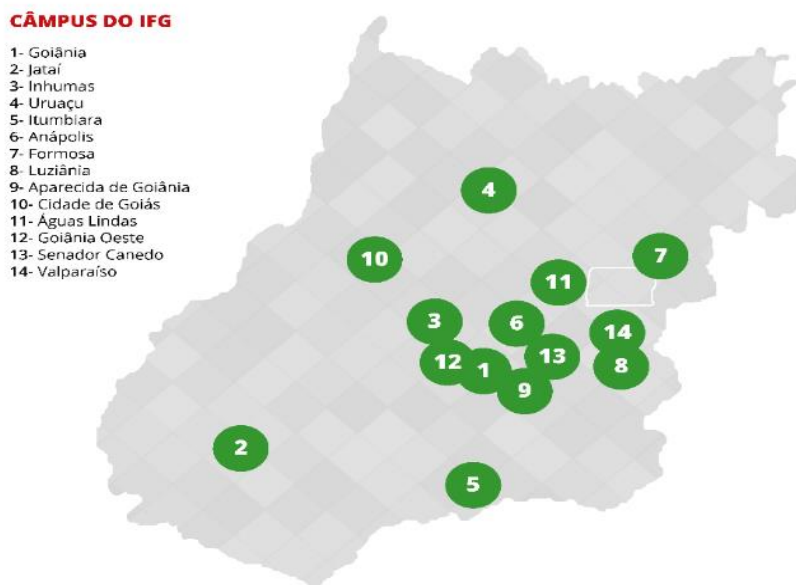 CÂMPUS DO IFG
1- Goiânia
2- Jataí
3- Inhumas
4- Uruaçu
5- Itumbiara
6- Anápolis
7- Formosa
8- Luziânia
9- Aparecida de Goiânia
10- Cidade de Goiás
11- Águas Lindas
12- Goiânia Oeste
13- Senador Canedo
14- Valparaíso
4
10
7
11
3
6
14
12
1
13
8
9
2
5